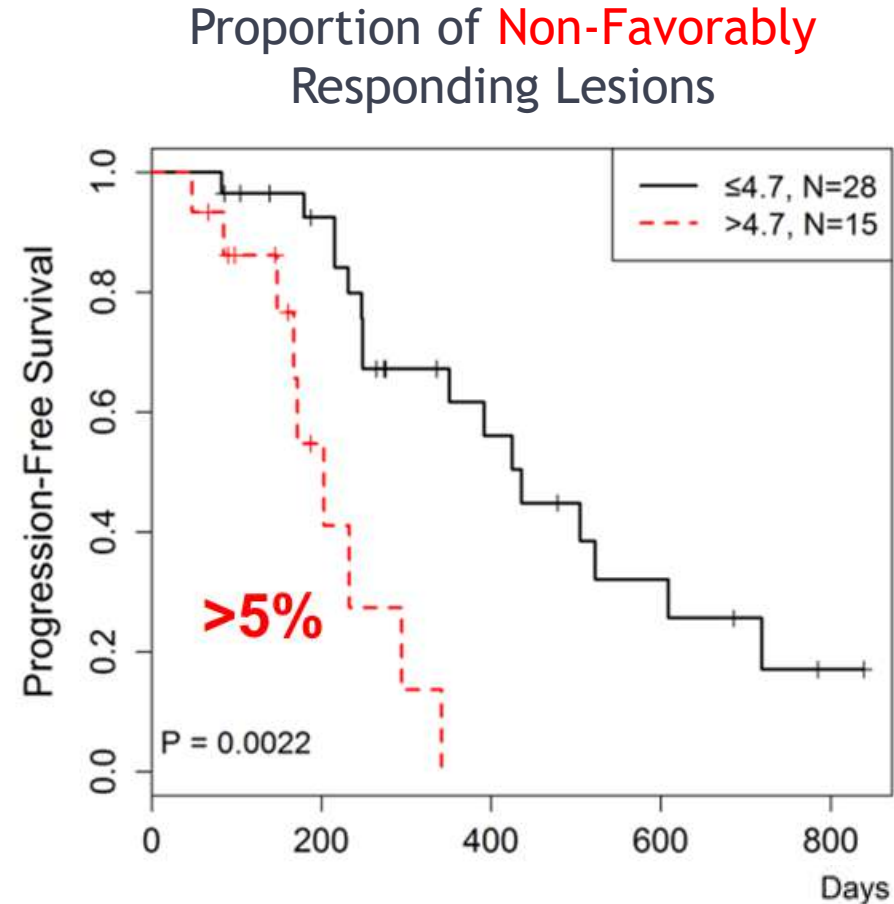 Proportion of Non-Favorably
Responding Lesions
≤4.7, N=28
>4.7, N=15
Progression-Free Survival
1.0
0.8
0.6
0.4
0.2
0.0
>5%
P = 0.0022
0 200 400 600 800
Days